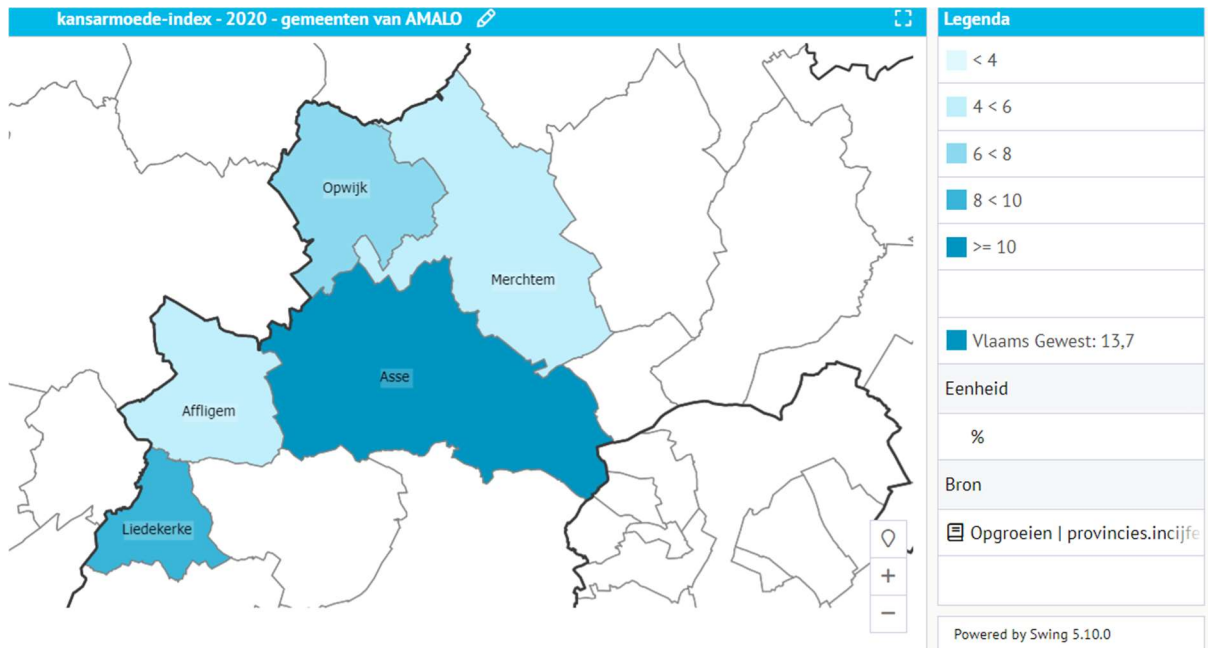 kansarmoede-index - 2020 - gemeenten van AMALO
Opwijk
Merchtem
Asse
Affligem
Liedekerke
+
−
Legenda
< 4
4 < 6
6 < 8
8 < 10
>= 10
Vlaams Gewest: 13,7
Eenheid
%
Bron
Opgroeien | provincies.incijfe
Powered by Swing 5.10.0